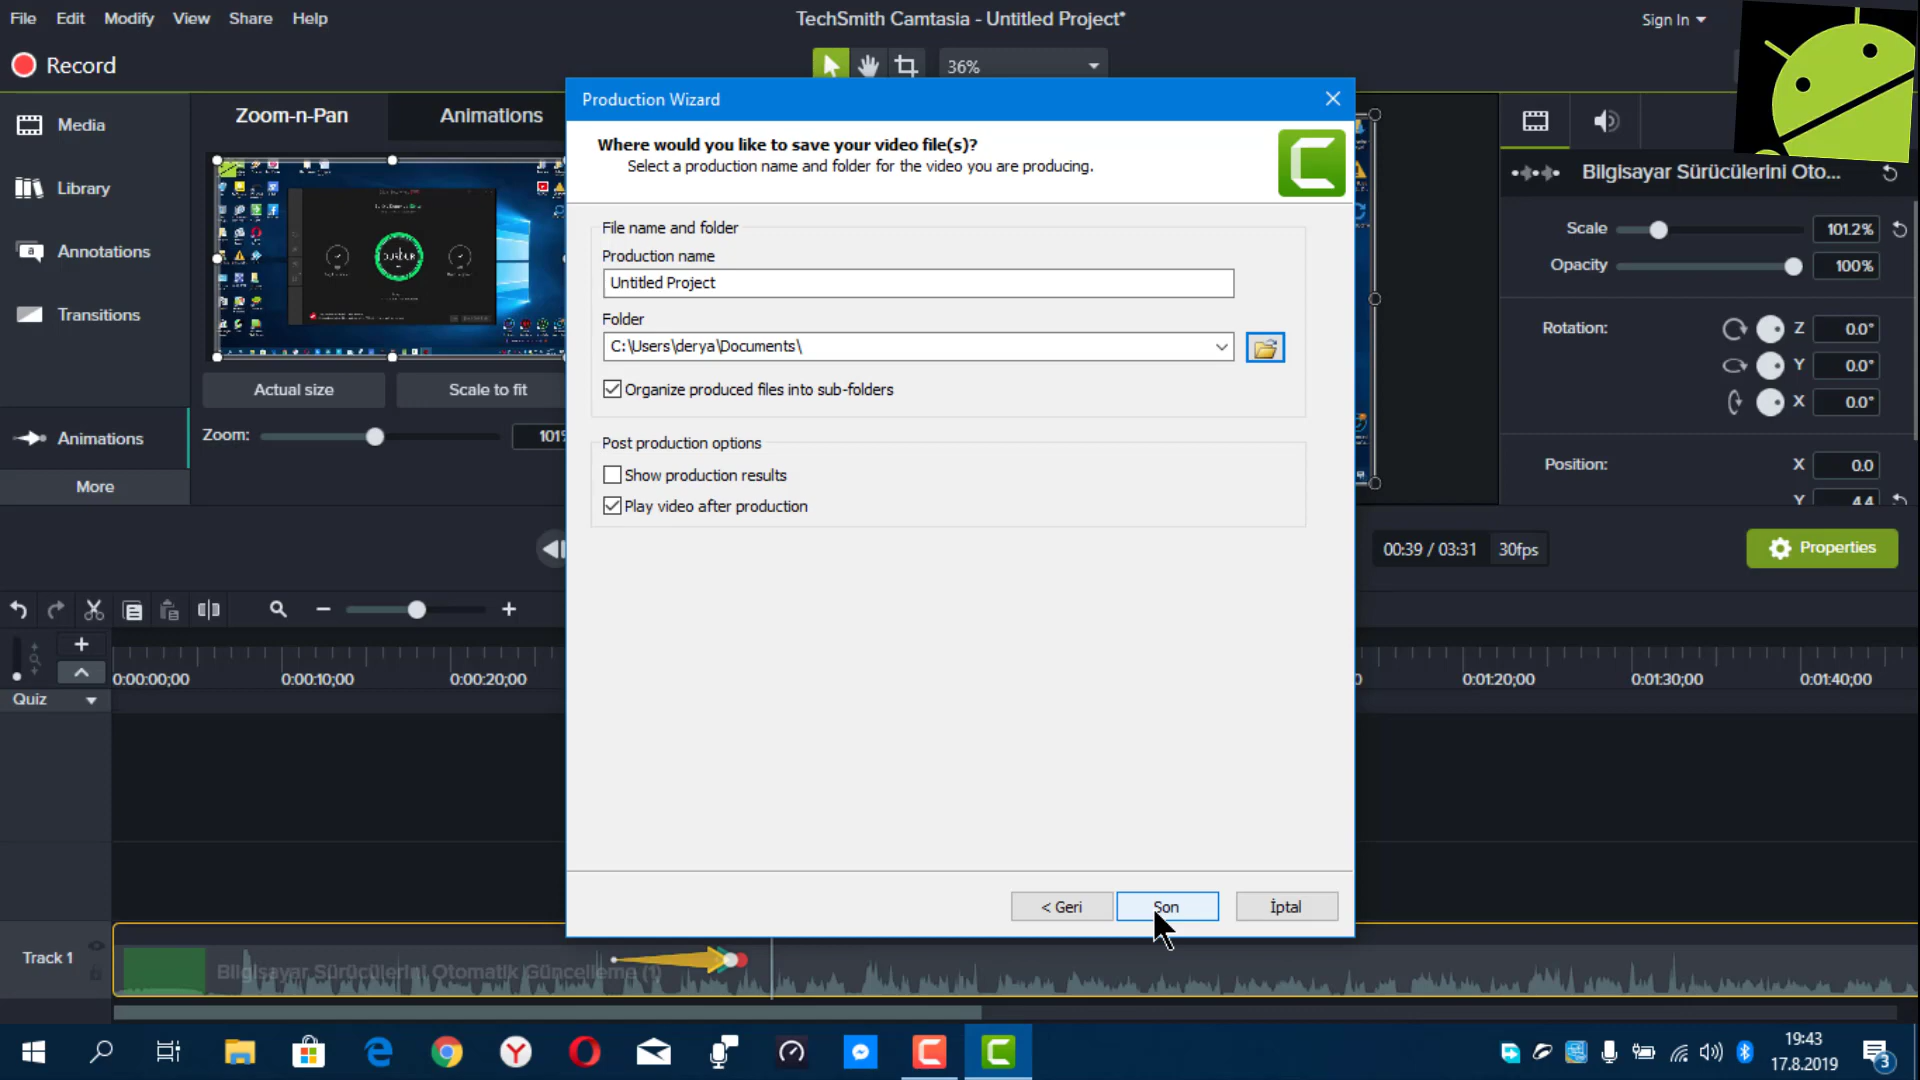 File Edit Modify View Share Help
TechSmith Camtasia - Untitled Project*
Sign In
Record
36%
Media
Library
Annotations
Transitions
Animations
More
Zoom-n-Pan
Animations
Actual size
Scale to fit
Zoom:
101%
Production Wizard
Where would you like to save your video file(s)?
Select a production name and folder for the video you are producing.
File name and folder
Production name
Untitled Project
Folder
C:\Users\derya\Documents\
Organize produced files into sub-folders
Post production options
Show production results
Play video after production
< Geri
Son
İptal
Bilgisayar Sürücülerini Oto...
Scale
101.2%
Opacity
100%
Rotation:
Z 0.0°
Y 0.0°
X 0.0°
Position:
X 0.0
Y 4.4
00:39 / 03:31
30fps
Properties
Quiz
0:00:00;00
0:00:10;00
0:00:20;00
0:01:20;00
0:01:30;00
0:01:40;00
Track 1
Bilgisayar Sürücülerini Otomatik Güncelleme (1)
19:43
17.8.2019
3